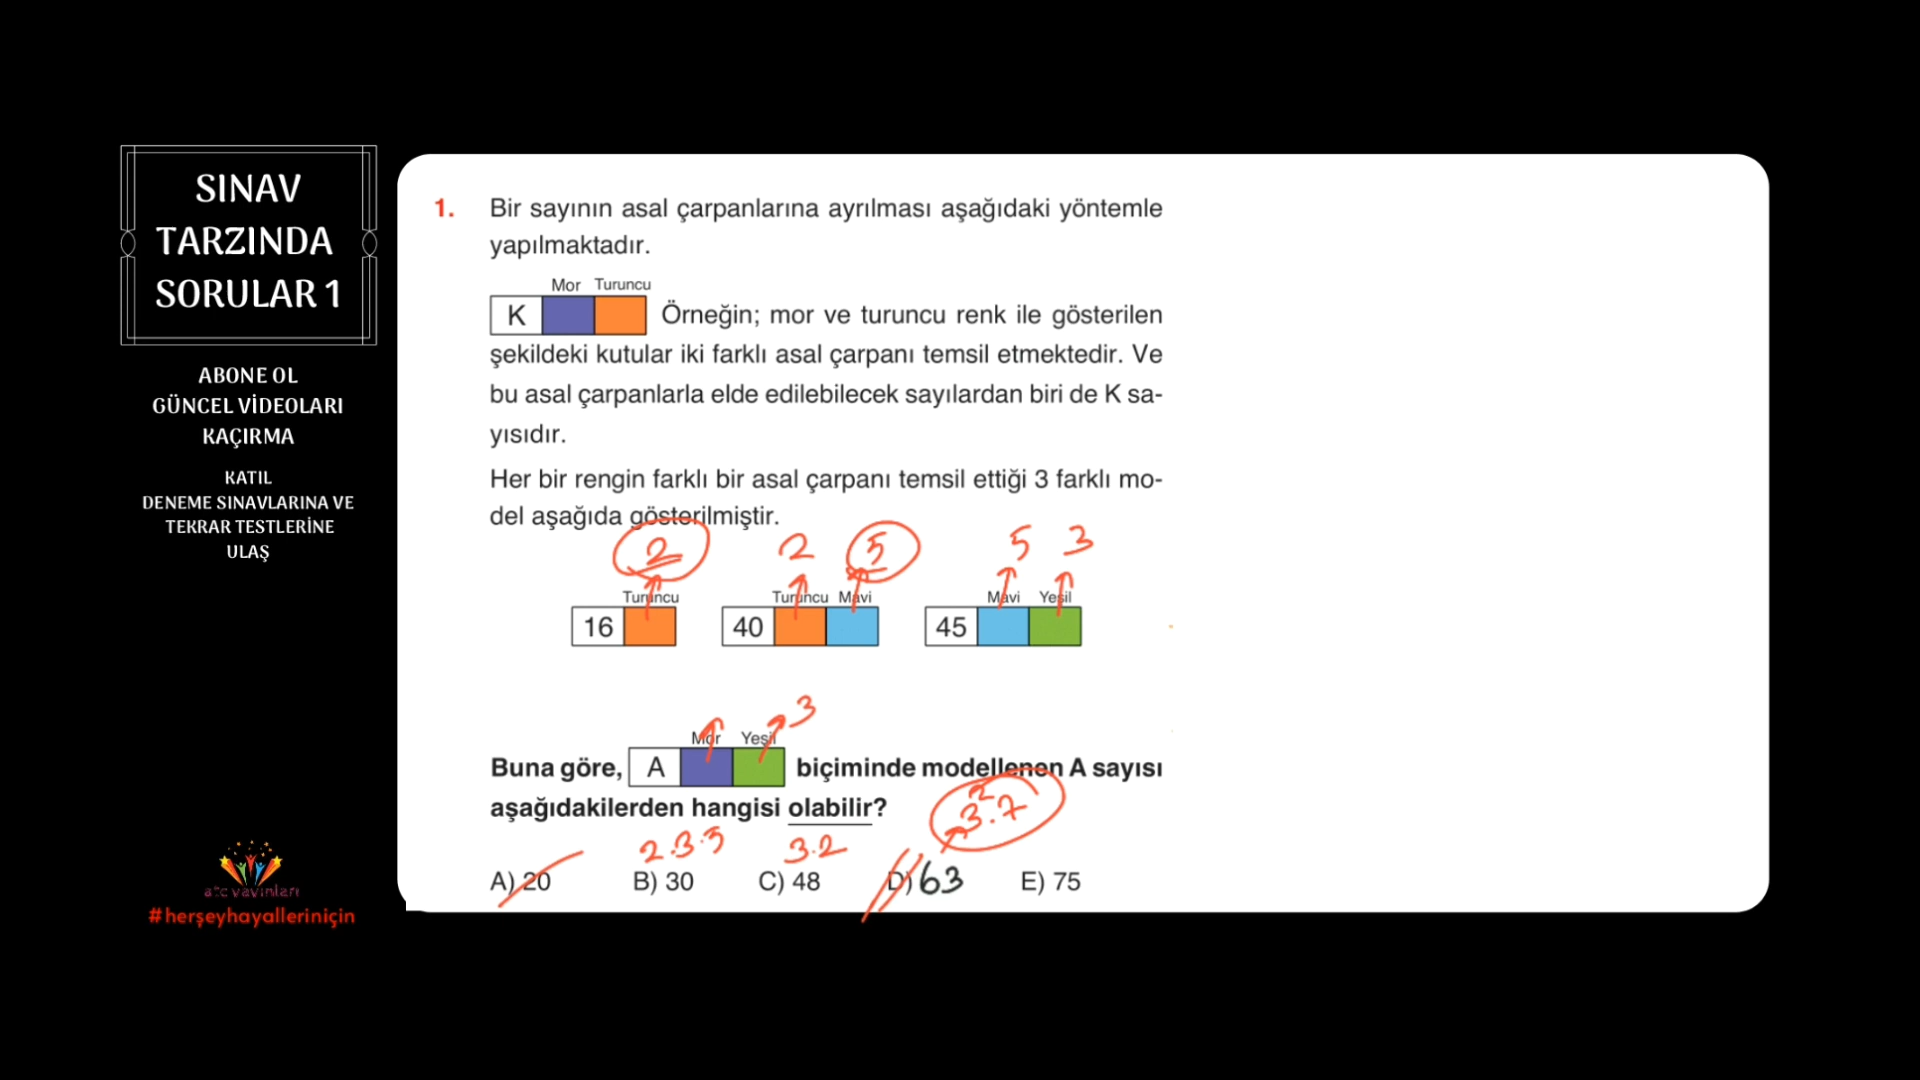 SINAV
TARZINDA
SORULAR 1
ABONE OL
GÜNCEL VİDEOLARI
KAÇIRMA
KATIL
DENEME SINAVLARINA VE
TEKRAR TESTLERİNE
ULAŞ
atc yayınları
#herşeyhayalleriniçin
1. Bir sayının asal çarpanlarına ayrılması aşağıdaki yöntemle
yapılmaktadır.
Mor Turuncu
K Örneğin; mor ve turuncu renk ile gösterilen
şekildeki kutular iki farklı asal çarpanı temsil etmektedir. Ve
bu asal çarpanlarla elde edilebilecek sayılardan biri de K sa-
yısıdır.
Her bir rengin farklı bir asal çarpanı temsil ettiği 3 farklı mo-
del aşağıda gösterilmiştir.
2 2 5 5 3
Turuncu Turuncu Mavi Mavi Yeşil
16 40 45
3
Mor Yeşil
Buna göre, A biçiminde modellenen A sayısı
aşağıdakilerden hangisi olabilir?
3².7
2.3.5 3.2
A) 20 B) 30 C) 48 D) 63 E) 75